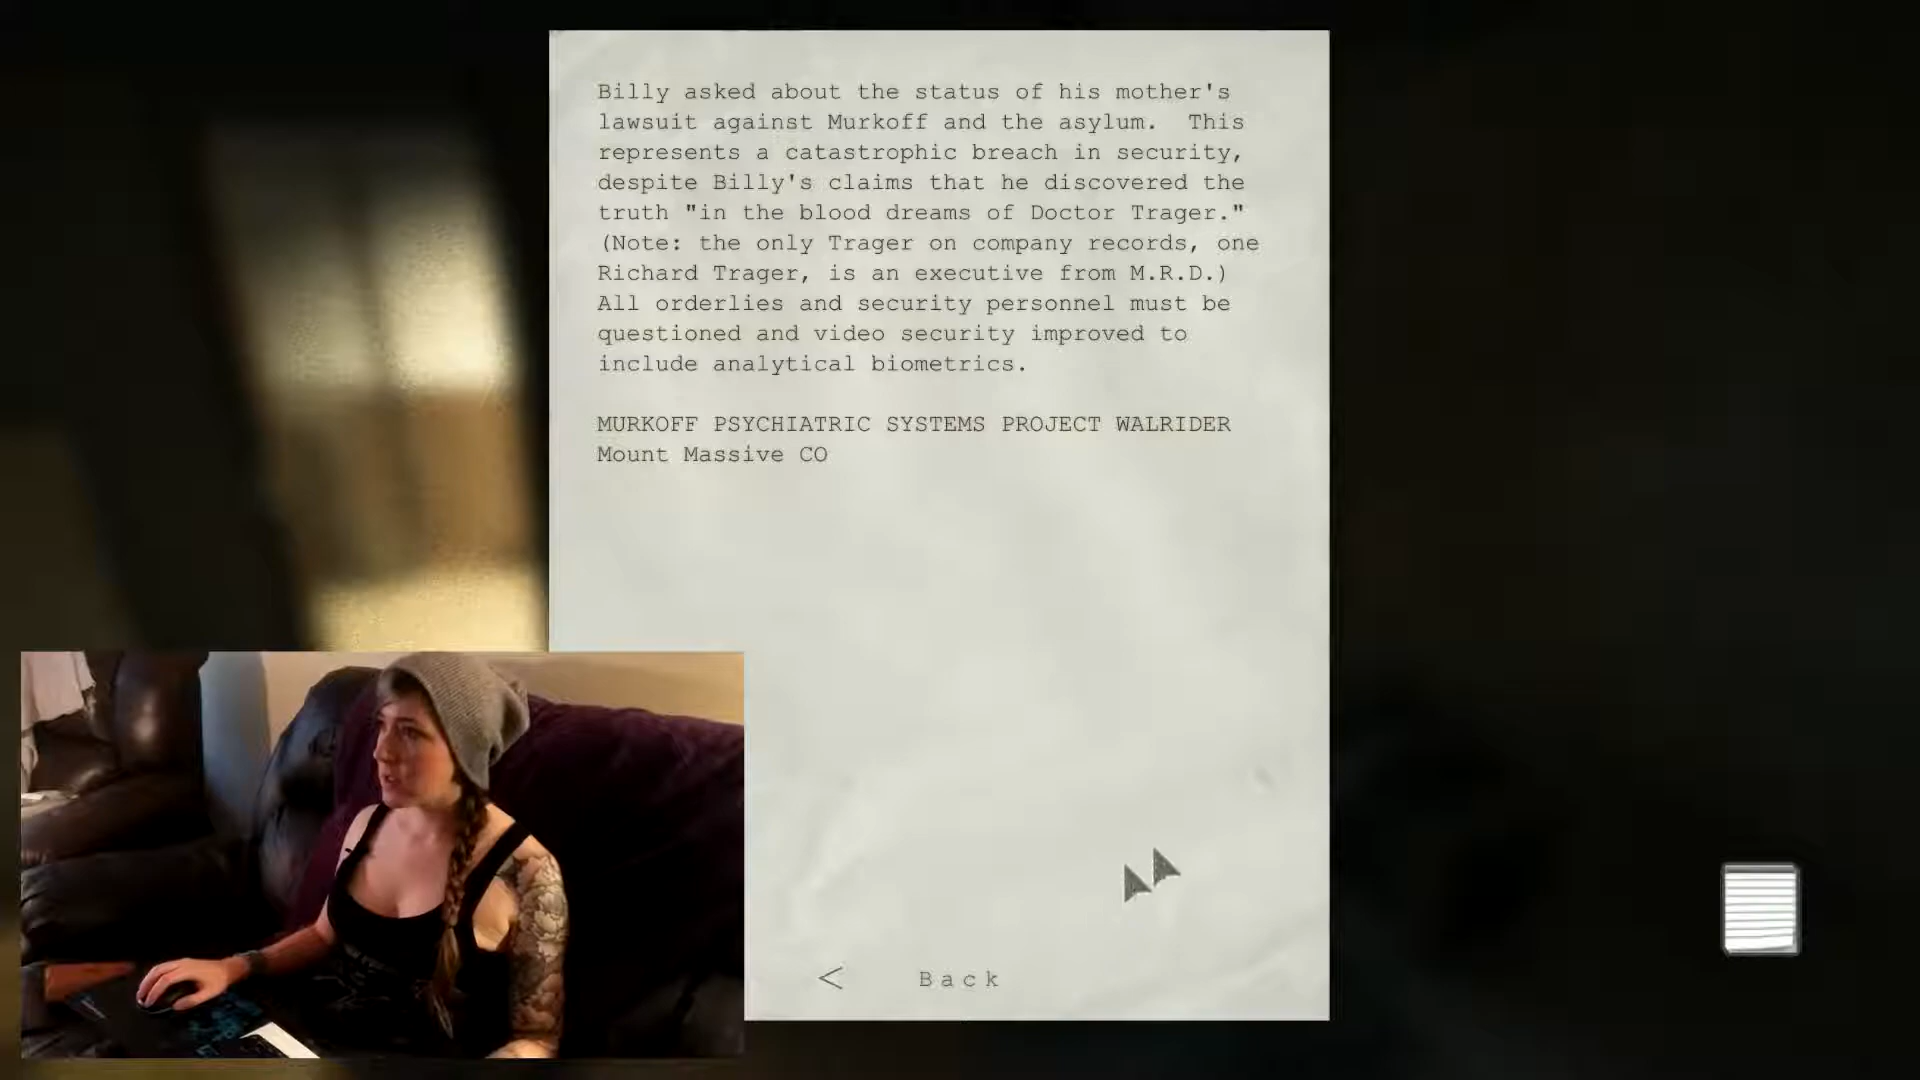 Billy asked about the status of his mother's
lawsuit against Murkoff and the asylum.  This
represents a catastrophic breach in security,
despite Billy's claims that he discovered the
truth "in the blood dreams of Doctor Trager."
(Note: the only Trager on company records, one
Richard Trager, is an executive from M.R.D.)
All orderlies and security personnel must be
questioned and video security improved to
include analytical biometrics.
MURKOFF PSYCHIATRIC SYSTEMS PROJECT WALRIDER
Mount Massive CO
< Back